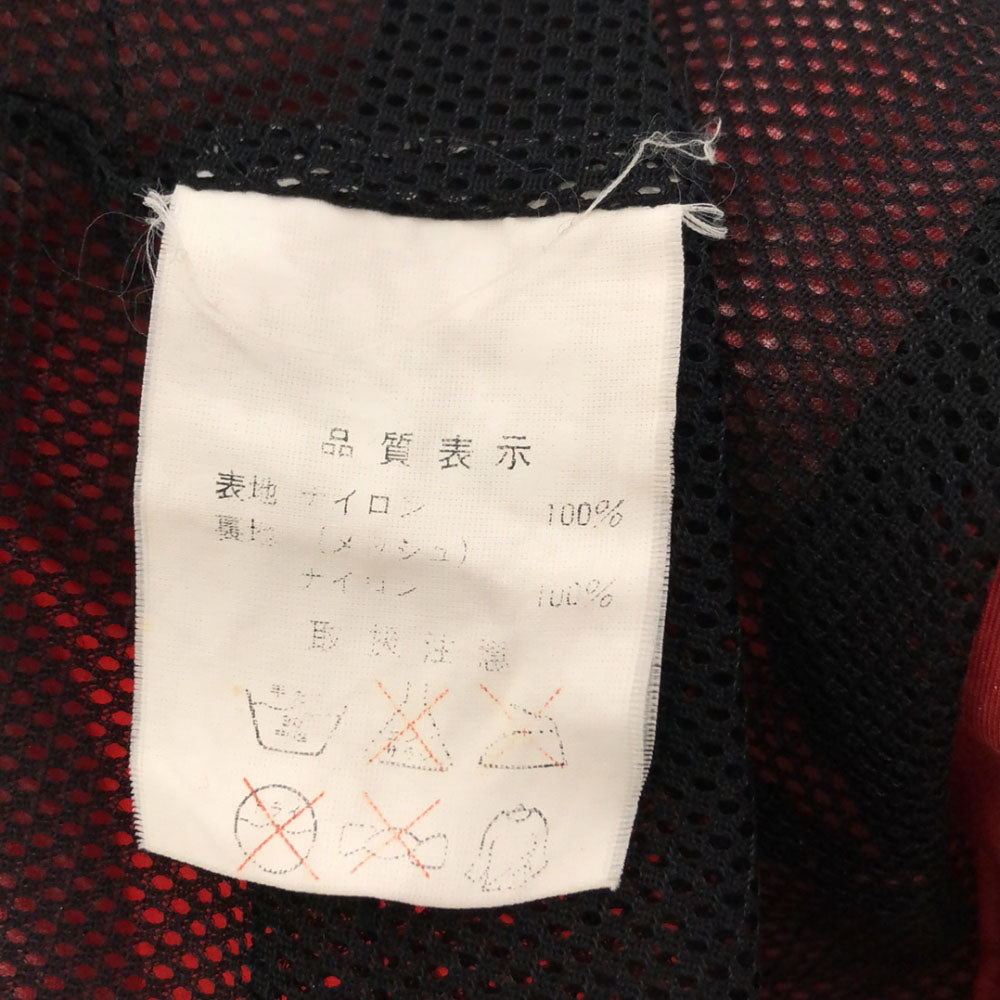 品質表示
表地 ナイロン 100%
裏地 (メッシュ)
ナイロン 100%
取扱注意